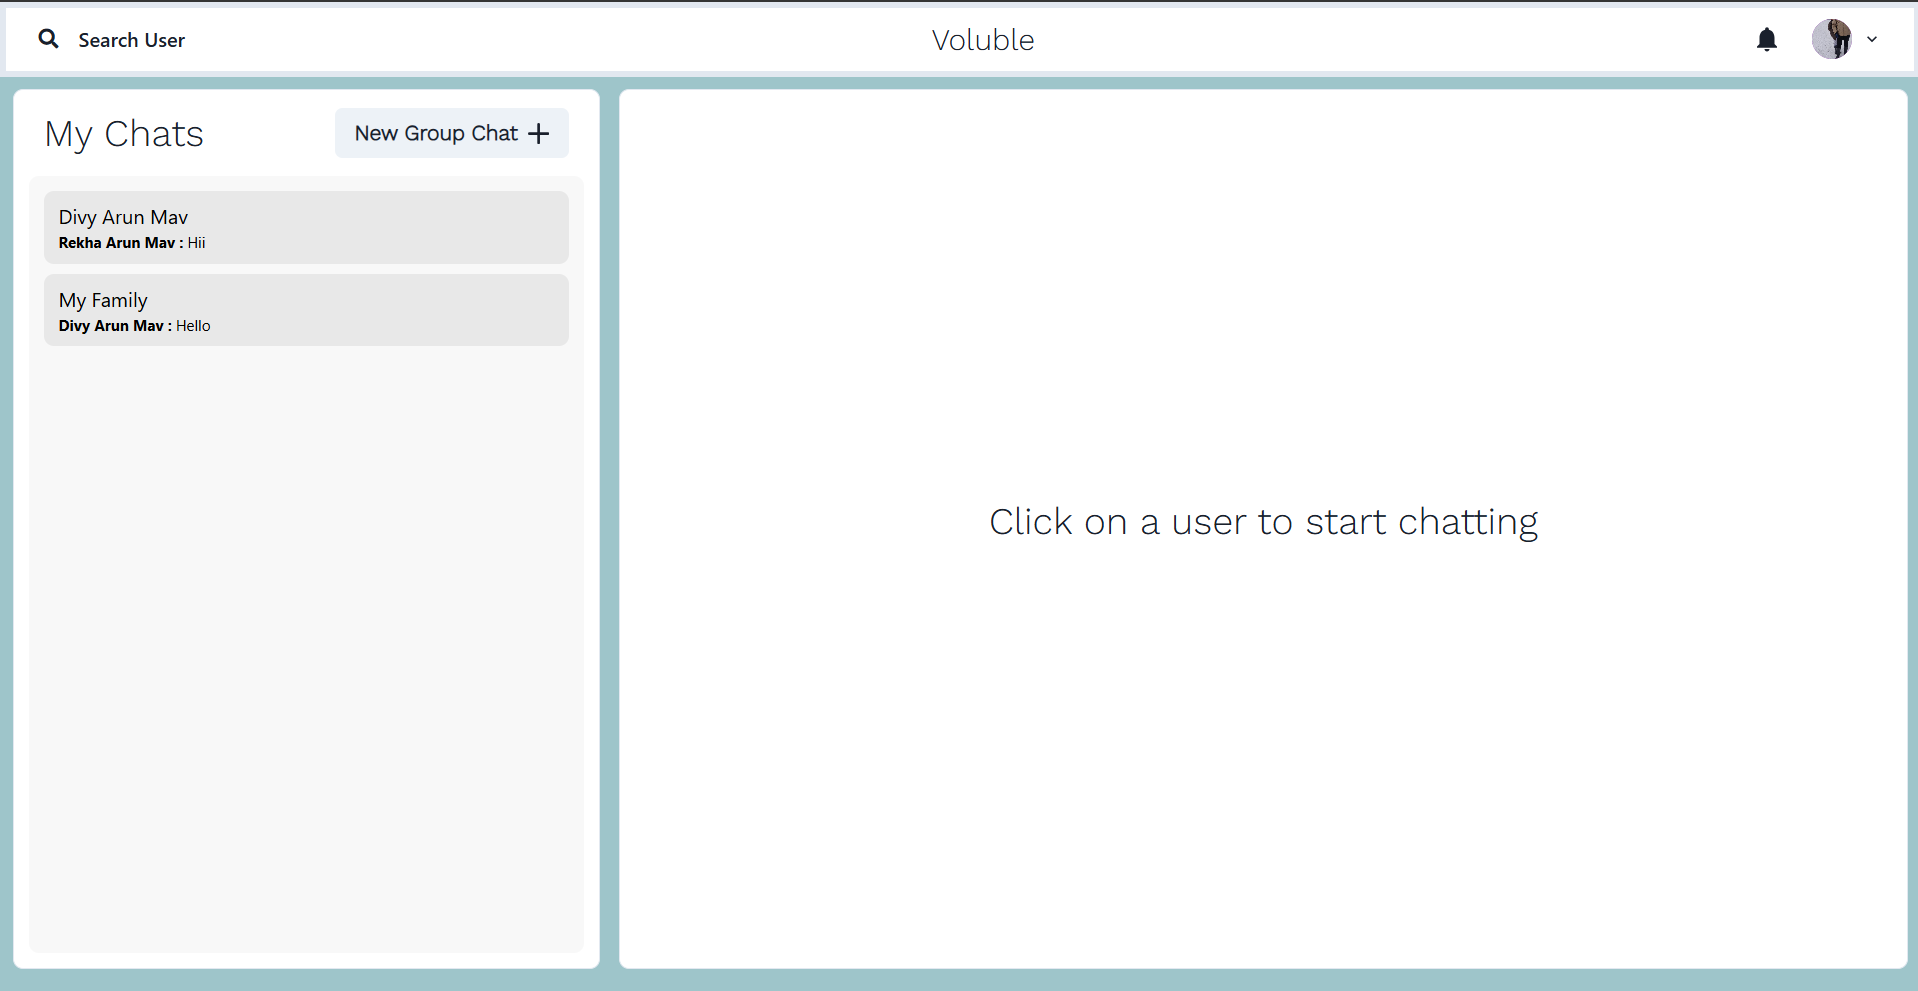 Search User
Voluble
My Chats
New Group Chat
Divy Arun Mav
Rekha Arun Mav : Hii
My Family
Divy Arun Mav : Hello
Click on a user to start chatting